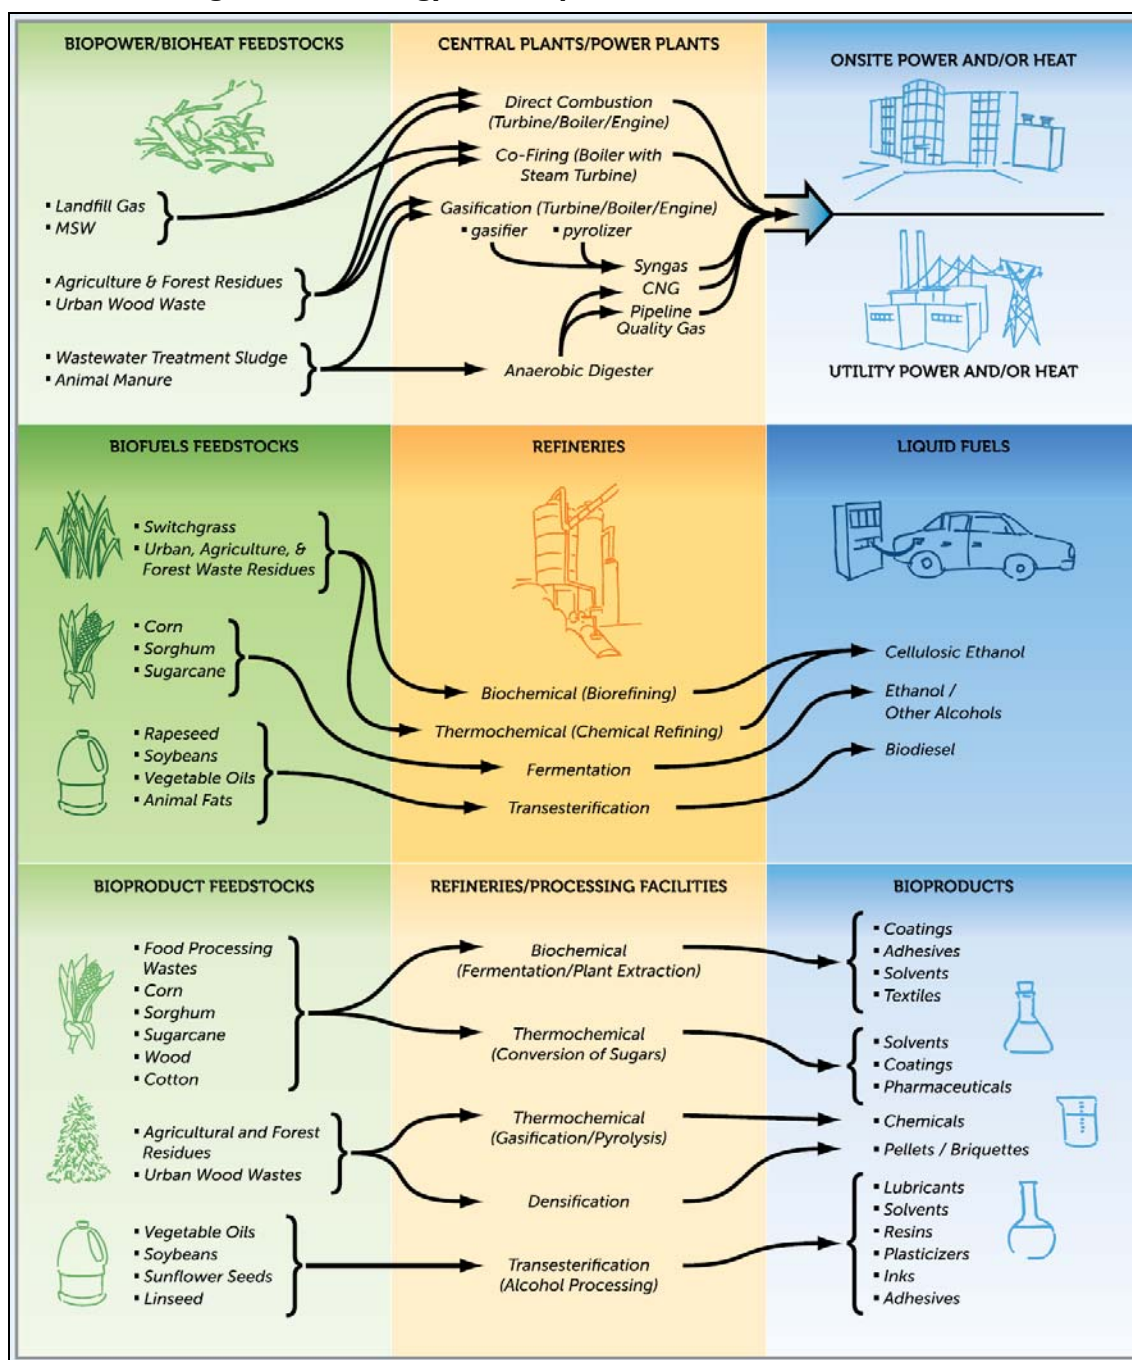 BIOPOWER/BIOHEAT FEEDSTOCKS
▪ Landfill Gas
▪ MSW
▪ Agriculture & Forest Residues
▪ Urban Wood Waste
▪ Wastewater Treatment Sludge
▪ Animal Manure
CENTRAL PLANTS/POWER PLANTS
Direct Combustion
(Turbine/Boiler/Engine)
Co-Firing (Boiler with
Steam Turbine)
Gasification (Turbine/Boiler/Engine)
▪ gasifier ▪ pyrolizer
Syngas
CNG
Pipeline
Quality Gas
Anaerobic Digester
ONSITE POWER AND/OR HEAT
UTILITY POWER AND/OR HEAT
BIOFUELS FEEDSTOCKS
▪ Switchgrass
▪ Urban, Agriculture, &
Forest Waste Residues
▪ Corn
▪ Sorghum
▪ Sugarcane
▪ Rapeseed
▪ Soybeans
▪ Vegetable Oils
▪ Animal Fats
REFINERIES
Biochemical (Biorefining)
Thermochemical (Chemical Refining)
Fermentation
Transesterification
LIQUID FUELS
Cellulosic Ethanol
Ethanol /
Other Alcohols
Biodiesel
BIOPRODUCT FEEDSTOCKS
▪ Food Processing
Wastes
▪ Corn
▪ Sorghum
▪ Sugarcane
▪ Wood
▪ Cotton
▪ Agricultural and Forest
Residues
▪ Urban Wood Wastes
▪ Vegetable Oils
▪ Soybeans
▪ Sunflower Seeds
▪ Linseed
REFINERIES/PROCESSING FACILITIES
Biochemical
(Fermentation/Plant Extraction)
Thermochemical
(Conversion of Sugars)
Thermochemical
(Gasification/Pyrolysis)
Densification
Transesterification
(Alcohol Processing)
BIOPRODUCTS
▪ Coatings
▪ Adhesives
▪ Solvents
▪ Textiles
▪ Solvents
▪ Coatings
▪ Pharmaceuticals
▪ Chemicals
▪ Pellets / Briquettes
▪ Lubricants
▪ Solvents
▪ Resins
▪ Plasticizers
▪ Inks
▪ Adhesives